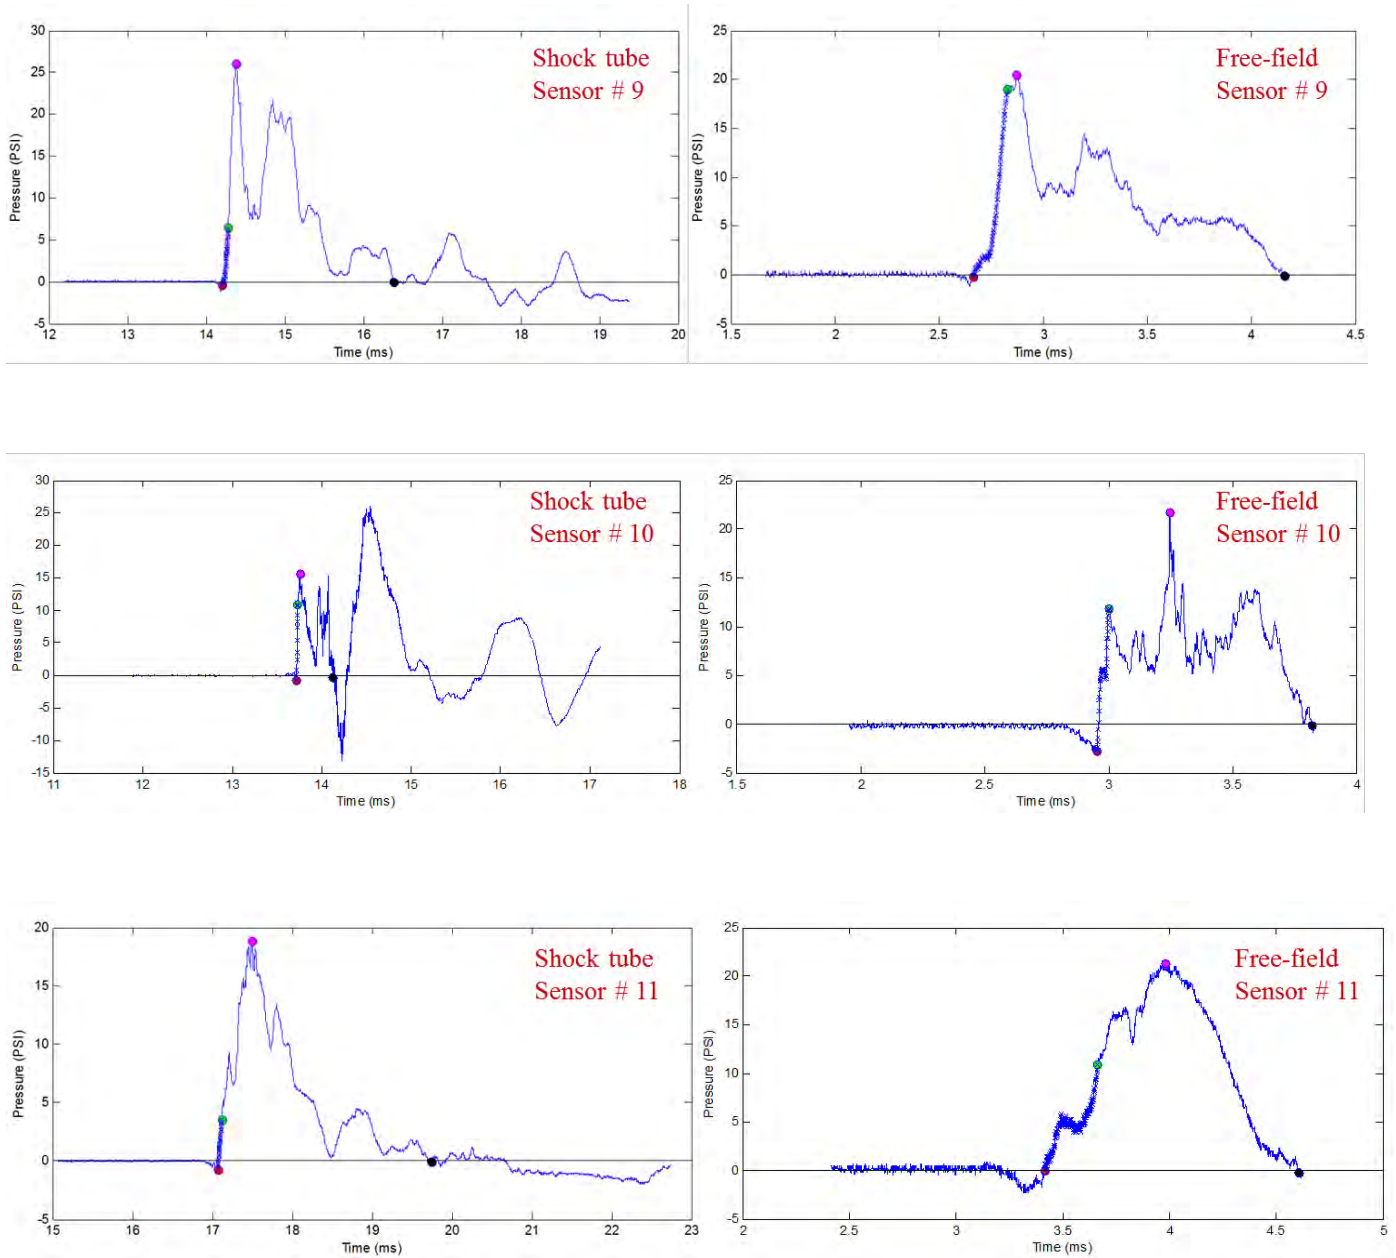 30
25
20
15
10
5
0
-5
12 13 14 15 16 17 18 19 20
Pressure (PSI)
Time (ms)
Shock tube
Sensor # 9
25
20
15
10
5
0
-5
1.5 2 2.5 3 3.5 4 4.5
Pressure (PSI)
Time (ms)
Free-field
Sensor # 9
30
25
20
15
10
5
0
-5
-10
-15
11 12 13 14 15 16 17 18
Pressure (PSI)
Time (ms)
Shock tube
Sensor # 10
25
20
15
10
5
0
-5
1.5 2 2.5 3 3.5 4
Pressure (PSI)
Time (ms)
Free-field
Sensor # 10
20
15
10
5
0
-5
15 16 17 18 19 20 21 22 23
Pressure (PSI)
Time (ms)
Shock tube
Sensor # 11
25
20
15
10
5
0
-5
2 2.5 3 3.5 4 4.5 5
Pressure (PSI)
Time (ms)
Free-field
Sensor # 11